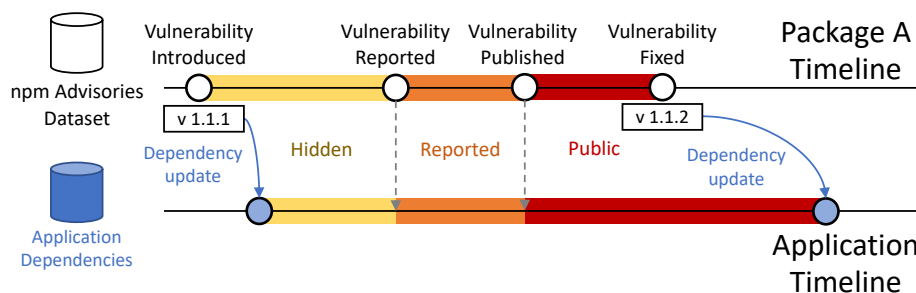 Vulnerability
Introduced
Vulnerability
Reported
Vulnerability
Published
Vulnerability
Fixed
Package A
Timeline
npm Advisories
Dataset
v 1.1.1
v 1.1.2
Dependency
update
Hidden
Reported
Public
Dependency
update
Application
Dependencies
Application
Timeline